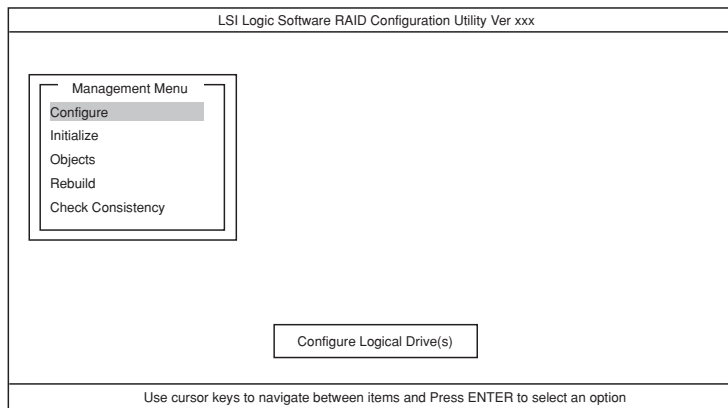 LSI Logic Software RAID Configuration Utility Ver xxx
Management Menu
Configure
Initialize
Objects
Rebuild
Check Consistency
Configure Logical Drive(s)
Use cursor keys to navigate between items and Press ENTER to select an option